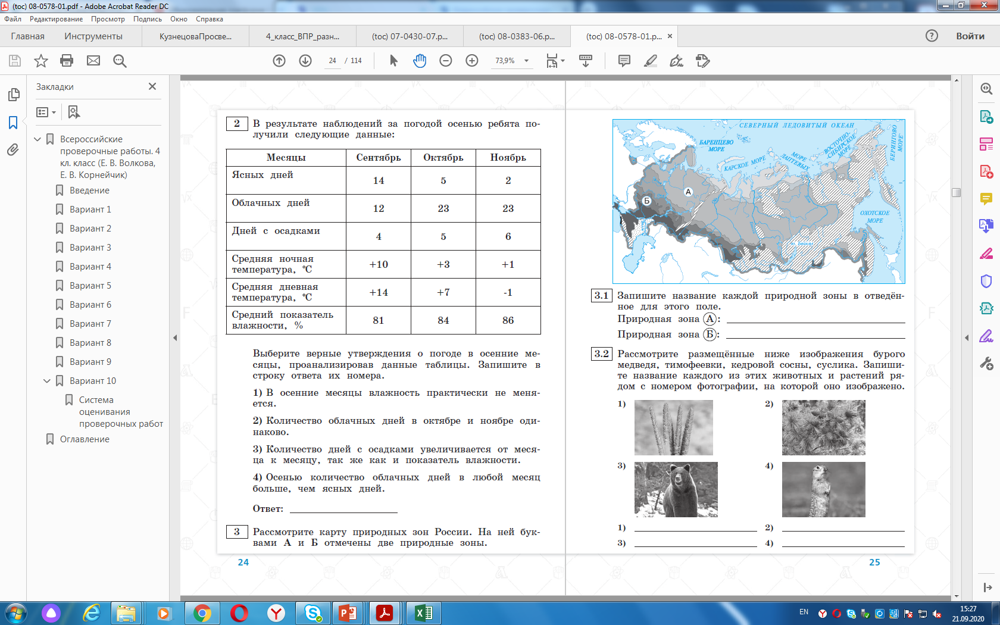 (toc) 08-0578-01.pdf - Adobe Acrobat Reader DC
Файл Редактирование Просмотр Подпись Окно Справка
Главная Инструменты КузнецоваПросве... 4_класс_ВПР_разн... (toc) 07-0430-07.p... (toc) 08-0383-06.p... (toc) 08-0578-01.p... Войти
24 / 114 73,9%
Закладки
Всероссийские
проверочные работы. 4
кл. класс (Е. В. Волкова,
Е. В. Корнейчик)
Введение
Вариант 1
Вариант 2
Вариант 3
Вариант 4
Вариант 5
Вариант 6
Вариант 7
Вариант 8
Вариант 9
Вариант 10
Система
оценивания
проверочных работ
Оглавление
2 В результате наблюдений за погодой осенью ребята по-
лучили следующие данные:
Месяцы Сентябрь Октябрь Ноябрь
Ясных дней 14 5 2
Облачных дней 12 23 23
Дней с осадками 4 5 6
Средняя ночная
температура, °С +10 +3 +1
Средняя дневная
температура, °С +14 +7 -1
Средний показатель
влажности, % 81 84 86
Выберите верные утверждения о погоде в осенние ме-
сяцы, проанализировав данные таблицы. Запишите в
строку ответа их номера.
1) В осенние месяцы влажность практически не меня-
ется.
2) Количество облачных дней в октябре и ноябре оди-
наково.
3) Количество дней с осадками увеличивается от меся-
ца к месяцу, так же как и показатель влажности.
4) Осенью количество облачных дней в любой месяц
больше, чем ясных дней.
Ответ:
3 Рассмотрите карту природных зон России. На ней бук-
вами А и Б отмечены две природные зоны.
24
СЕВЕРНЫЙ ЛЕДОВИТЫЙ ОКЕАН
БАРЕНЦЕВО
МОРЕ
КАРСКОЕ МОРЕ
МОРЕ
ЛАПТЕВЫХ
ВОСТОЧНО-
СИБИРСКОЕ
МОРЕ
БЕРИНГОВО
МОРЕ
ОХОТСКОЕ
МОРЕ
оз. Байкал
А
Б
3.1 Запишите название каждой природной зоны в отведён-
ное для этого поле.
Природная зона А:
Природная зона Б:
3.2 Рассмотрите размещённые ниже изображения бурого
медведя, тимофеевки, кедровой сосны, суслика. Запиши-
те название каждого из этих животных и растений ря-
дом с номером фотографии, на которой оно изображено.
1) 2)
3) 4)
1) 2)
3) 4)
25
EN
15:27
21.09.2020